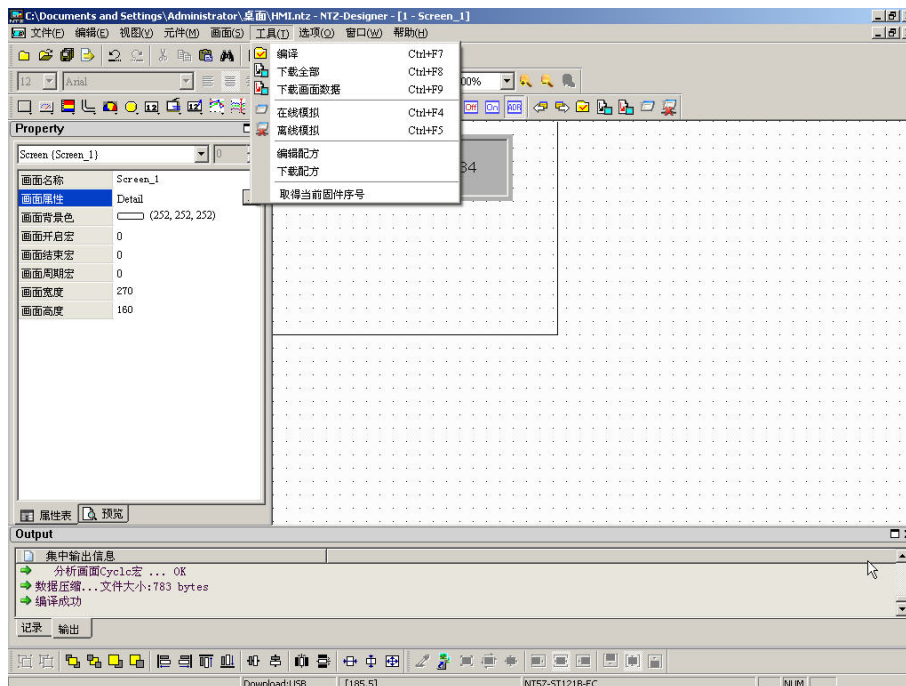 C:\Documents and Settings\Administrator\桌面\HMI.ntz - NTZ-Designer - [1 - Screen_1]
文件(F) 编辑(E) 视图(V) 元件(M) 画面(S) 工具(T) 选项(O) 窗口(W) 帮助(H)
编译 Ctrl+F7
下载全部 Ctrl+F8
下载画面数据 Ctrl+F9
在线模拟 Ctrl+F4
离线模拟 Ctrl+F5
编辑配方
下载配方
取得当前固件序号
12 Arial
00%
Off On ADR
Property
Screen {Screen_1} 0
34
画面名称 Screen_1
画面属性 Detail
画面背景色 (252, 252, 252)
画面开启宏 0
画面结束宏 0
画面周期宏 0
画面宽度 270
画面高度 160
属性表 预览
Output
集中输出信息
分析画面Cyclc宏 ... OK
数据压缩...文件大小:783 bytes
编译成功
记录 输出
Download:USB [185,5] NT5Z-ST121B-EC NUM